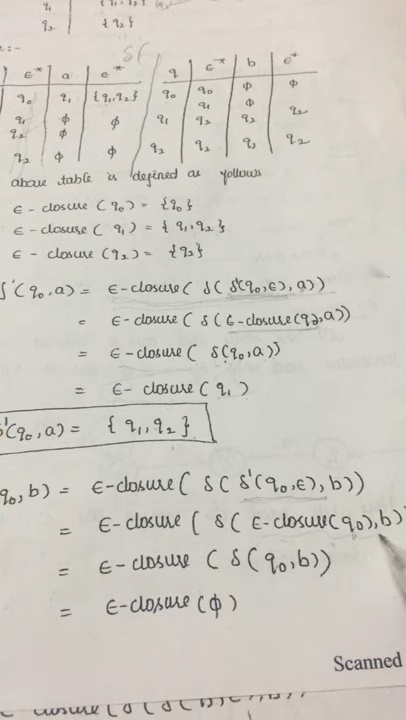 q₁ {q₁, q₂}
q₂ {q₂}
:-
ϵ* a ϵ* q ϵ* b ϵ*
q₀ q₁ {q₁,q₂} q₀ q₀ ϕ ϕ
q₁ ϕ ϕ q₁ q₁ ϕ q₂
q₂ ϕ q₂ q₂
q₂ ϕ ϕ q₂ q₂ q₂ q₂
above table is defined as follows
ϵ-closure (q₀) = {q₀}
ϵ-closure (q₁) = {q₁,q₂}
ϵ-closure (q₂) = {q₂}
δ'(q₀,a) = ϵ-closure( δ( δ'(q₀,ϵ),a))
= ϵ-closure( δ( ϵ-closure(q₀),a))
= ϵ-closure( δ(q₀,a))
= ϵ-closure (q₁)
δ'(q₀,a) = {q₁,q₂}
q₀,b) = ϵ-closure( δ( δ'(q₀,ϵ),b))
= ϵ-closure ( δ( ϵ-closure(q₀),b)
= ϵ-closure ( δ(q₀,b))
= ϵ-closure (ϕ)
Scanned